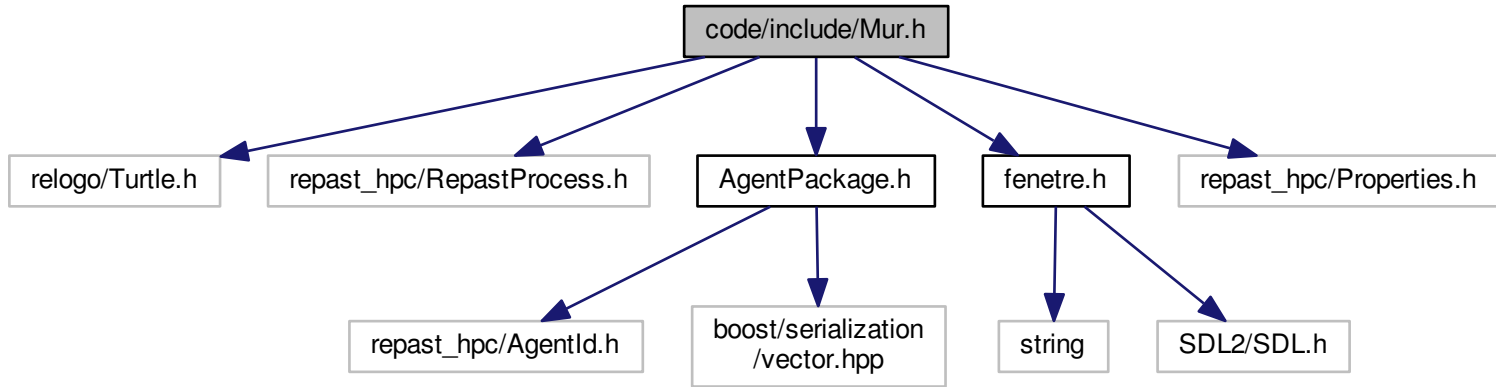 code/include/Mur.h
relogo/Turtle.h
repast_hpc/RepastProcess.h
AgentPackage.h
fenetre.h
repast_hpc/Properties.h
repast_hpc/AgentId.h
boost/serialization
/vector.hpp
string
SDL2/SDL.h